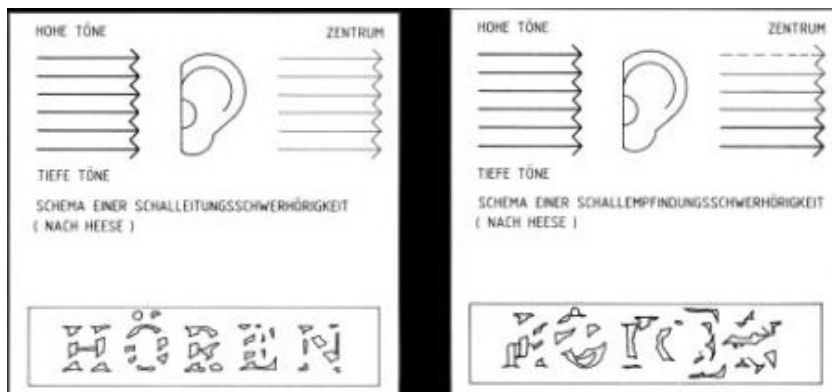 HOHE TÖNE
ZENTRUM
TIEFE TÖNE
SCHEMA EINER SCHALLEITUNGSSCHWERHÖRIGKEIT
( NACH HEESE )
HÖREN
HOHE TÖNE
ZENTRUM
TIEFE TÖNE
SCHEMA EINER SCHALLEMPFINDUNGSSCHWERHÖRIGKEIT
( NACH HEESE )